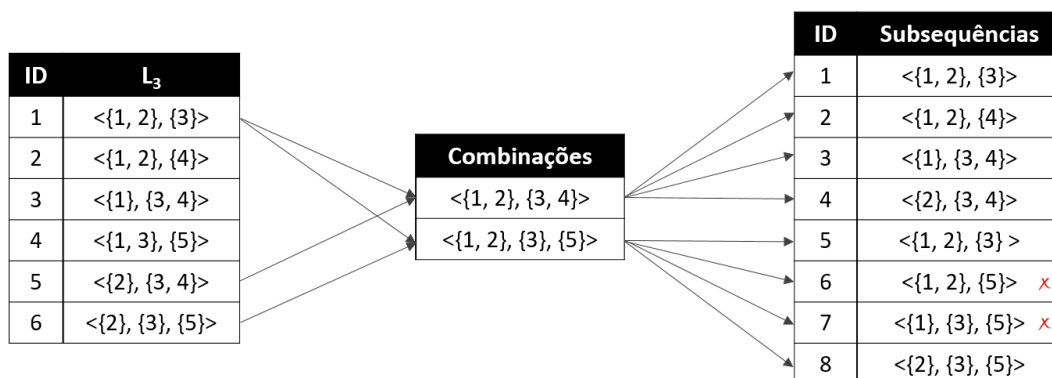 ID L₃
1 <{1, 2}, {3}>
2 <{1, 2}, {4}>
3 <{1}, {3, 4}>
4 <{1, 3}, {5}>
5 <{2}, {3, 4}>
6 <{2}, {3}, {5}>
Combinações
<{1, 2}, {3, 4}>
<{1, 2}, {3}, {5}>
ID Subsequências
1 <{1, 2}, {3}>
2 <{1, 2}, {4}>
3 <{1}, {3, 4}>
4 <{2}, {3, 4}>
5 <{1, 2}, {3} >
6 <{1, 2}, {5}> x
7 <{1}, {3}, {5}> x
8 <{2}, {3}, {5}>